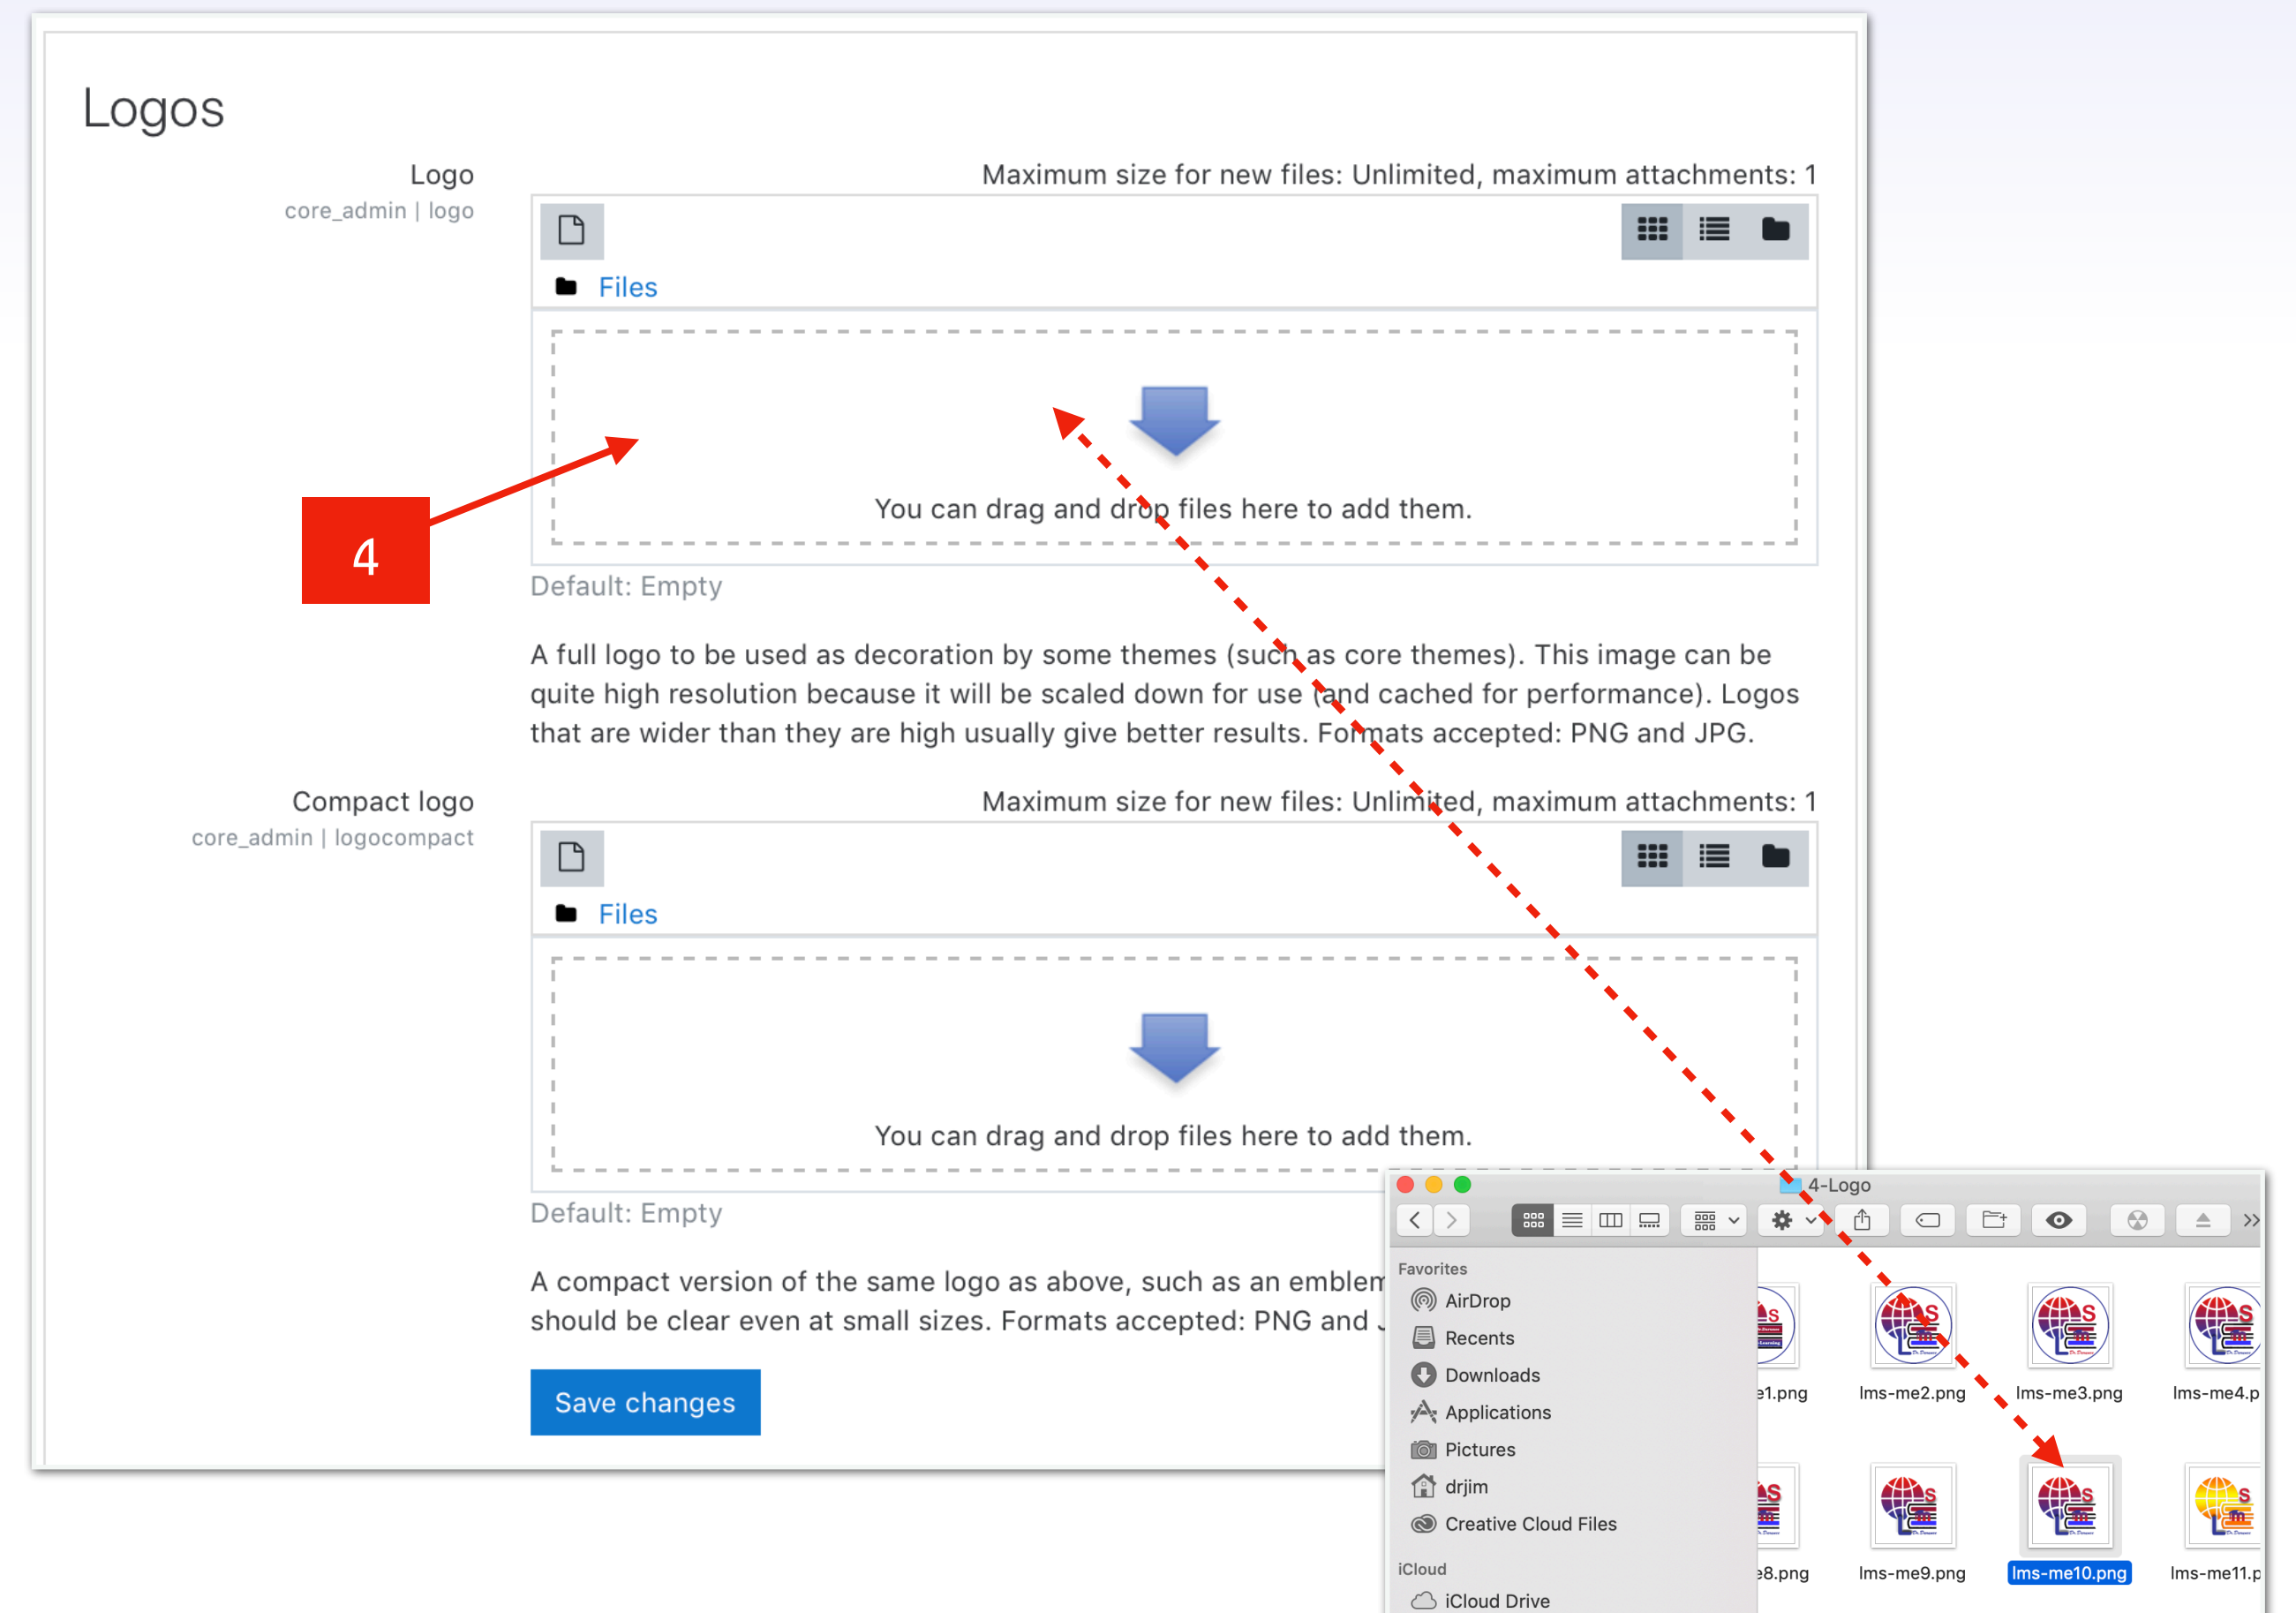 Logos
Logo
Maximum size for new files: Unlimited, maximum attachments: 1
core_admin | logo
Files
4
You can drag and drop files here to add them.
Default: Empty
A full logo to be used as decoration by some themes (such as core themes). This image can be
quite high resolution because it will be scaled down for use (and cached for performance). Logos
that are wider than they are high usually give better results. Formats accepted: PNG and JPG.
Compact logo
Maximum size for new files: Unlimited, maximum attachments: 1
core_admin | logocompact
Files
You can drag and drop files here to add them.
Default: Empty
A compact version of the same logo as above, such as an emblem
should be clear even at small sizes. Formats accepted: PNG and
Save changes
4-Logo
Favorites
AirDrop
Recents
Downloads
Applications
Pictures
drjim
Creative Cloud Files
iCloud
iCloud Drive
e1.png
lms-me2.png
lms-me3.png
lms-me4.p
e8.png
lms-me9.png
lms-me10.png
lms-me11.p